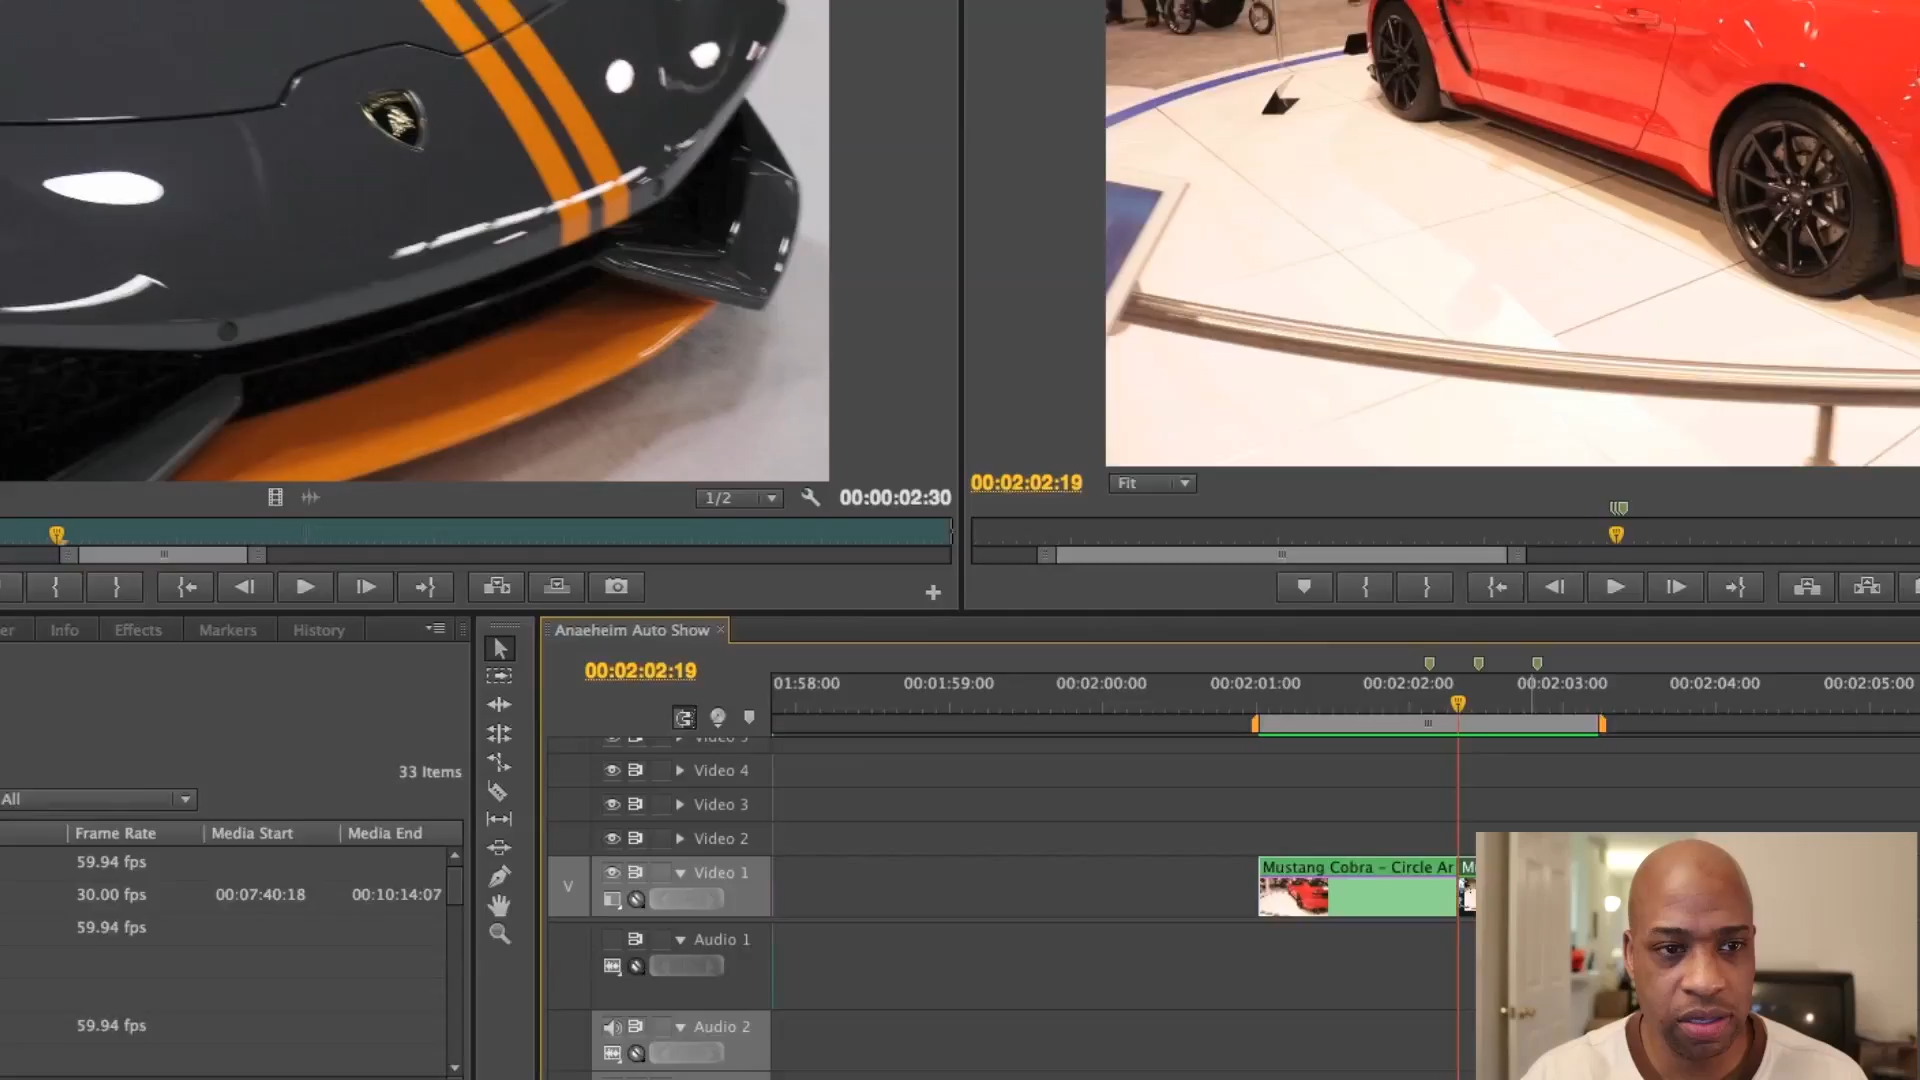 1/2
00:00:02:30
00:02:02:19
Fit
Info
Effects
Markers
History
Anaeheim Auto Show
00:02:02:19
01:58:00
00:01:59:00
00:02:00:00
00:02:01:00
00:02:02:00
00:02:03:00
00:02:04:00
00:02:05:00
33 Items
All
Frame Rate
Media Start
Media End
59.94 fps
30.00 fps
00:07:40:18
00:10:14:07
59.94 fps
59.94 fps
Video 4
Video 3
Video 2
V
Video 1
Mustang Cobra - Circle Ar
Audio 1
Audio 2